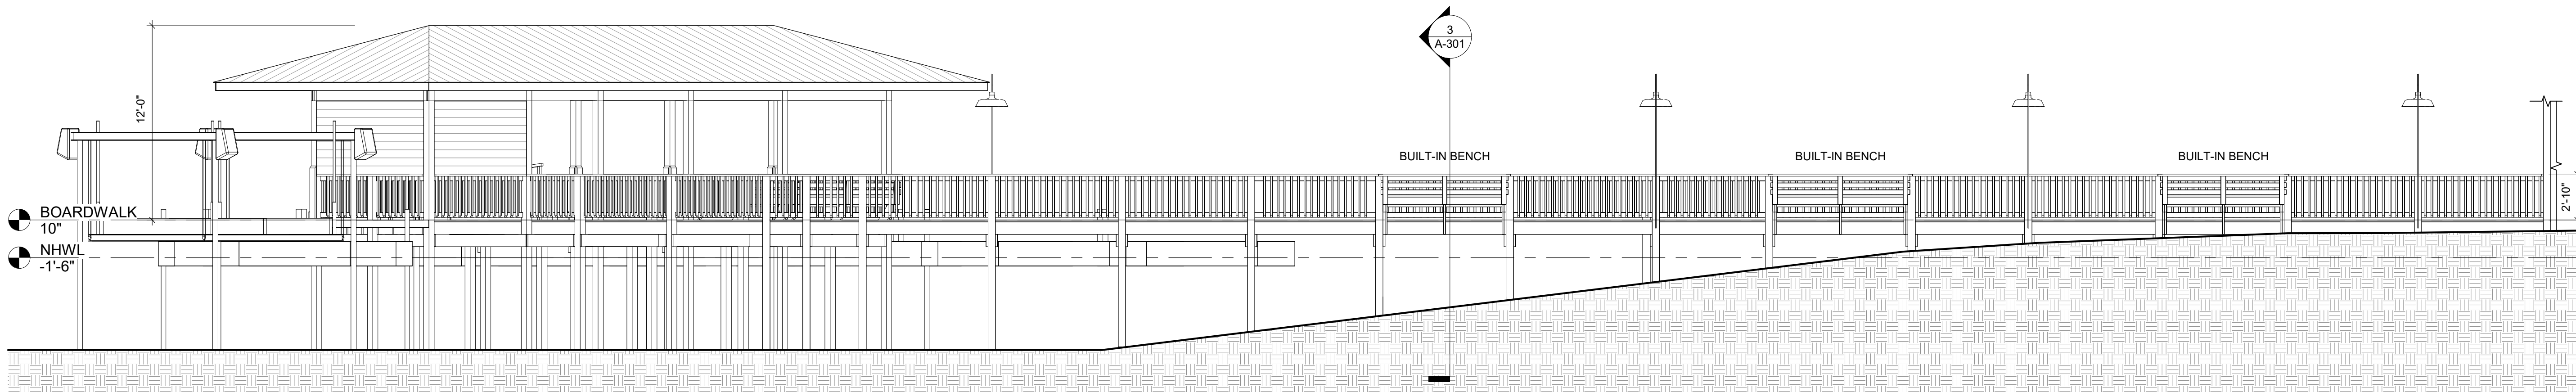 3
A-301
12'-0"
BUILT-IN BENCH
BUILT-IN BENCH
BUILT-IN BENCH
2'-10"
BOARDWALK
10"
NHWL
-1'-6"